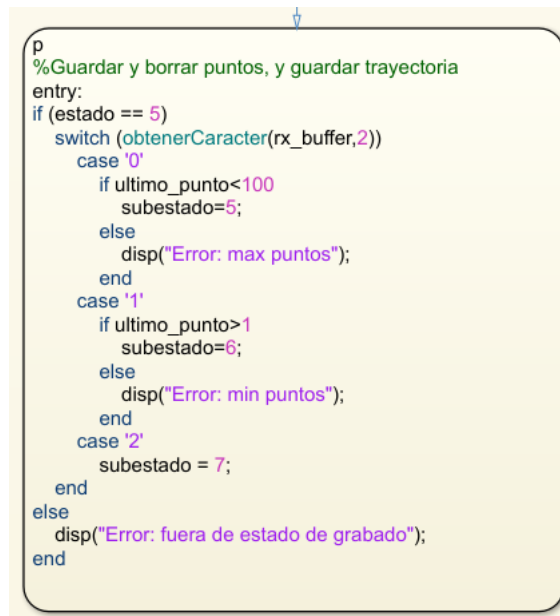 p
%Guardar y borrar puntos, y guardar trayectoria
entry:
if (estado == 5)
switch (obtenerCaracter(rx_buffer,2))
case '0'
if ultimo_punto<100
subestado=5;
else
disp("Error: max puntos");
end
case '1'
if ultimo_punto>1
subestado=6;
else
disp("Error: min puntos");
end
case '2'
subestado = 7;
end
else
disp("Error: fuera de estado de grabado");
end